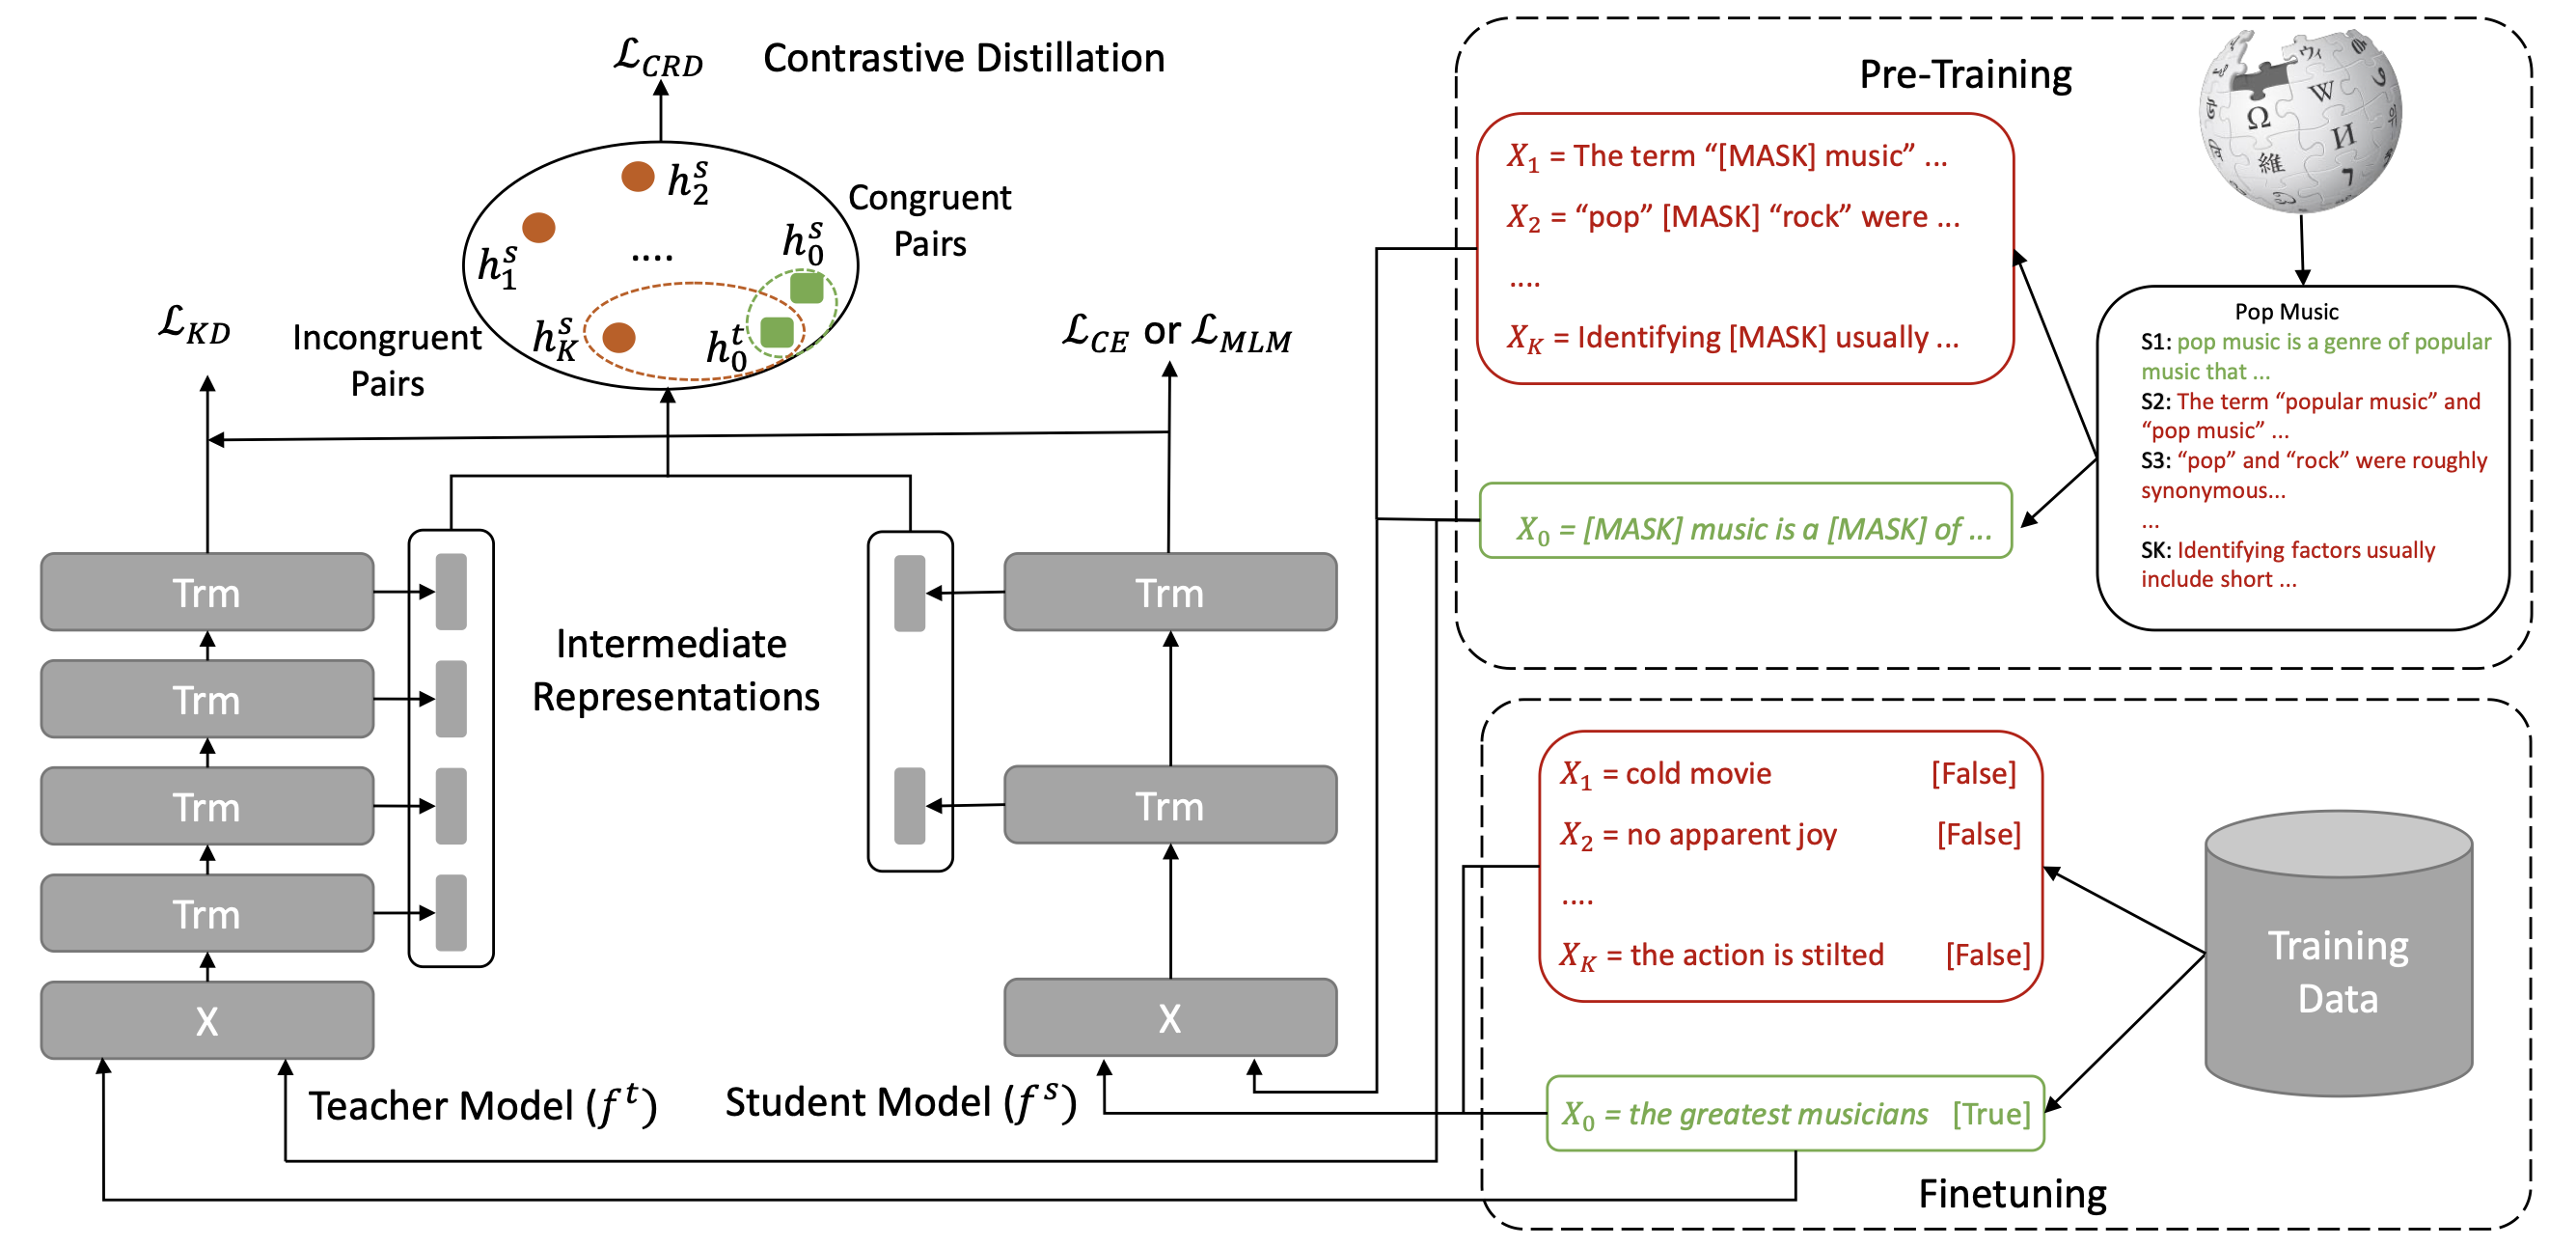 ℒ_CRD
Contrastive Distillation
h_2^s
h_1^s
....
h_0^s
h_K^s
h_0^t
Congruent
Pairs
Incongruent
Pairs
ℒ_KD
ℒ_CE or ℒ_MLM
Trm
Trm
Trm
Trm
X
Intermediate
Representations
Trm
Trm
X
Teacher Model (f^t)
Student Model (f^s)
Pre-Training
X_1 = The term “[MASK] music” ...
X_2 = “pop” [MASK] “rock” were ...
....
X_K = Identifying [MASK] usually ...
X_0 = [MASK] music is a [MASK] of ...
Ω
W
И
維
ウィ
Pop Music
S1: pop music is a genre of popular
music that ...
S2: The term “popular music” and
“pop music” ...
S3: “pop” and “rock” were roughly
synonymous...
...
SK: Identifying factors usually
include short ...
X_1 = cold movie [False]
X_2 = no apparent joy [False]
....
X_K = the action is stilted [False]
X_0 = the greatest musicians [True]
Training
Data
Finetuning